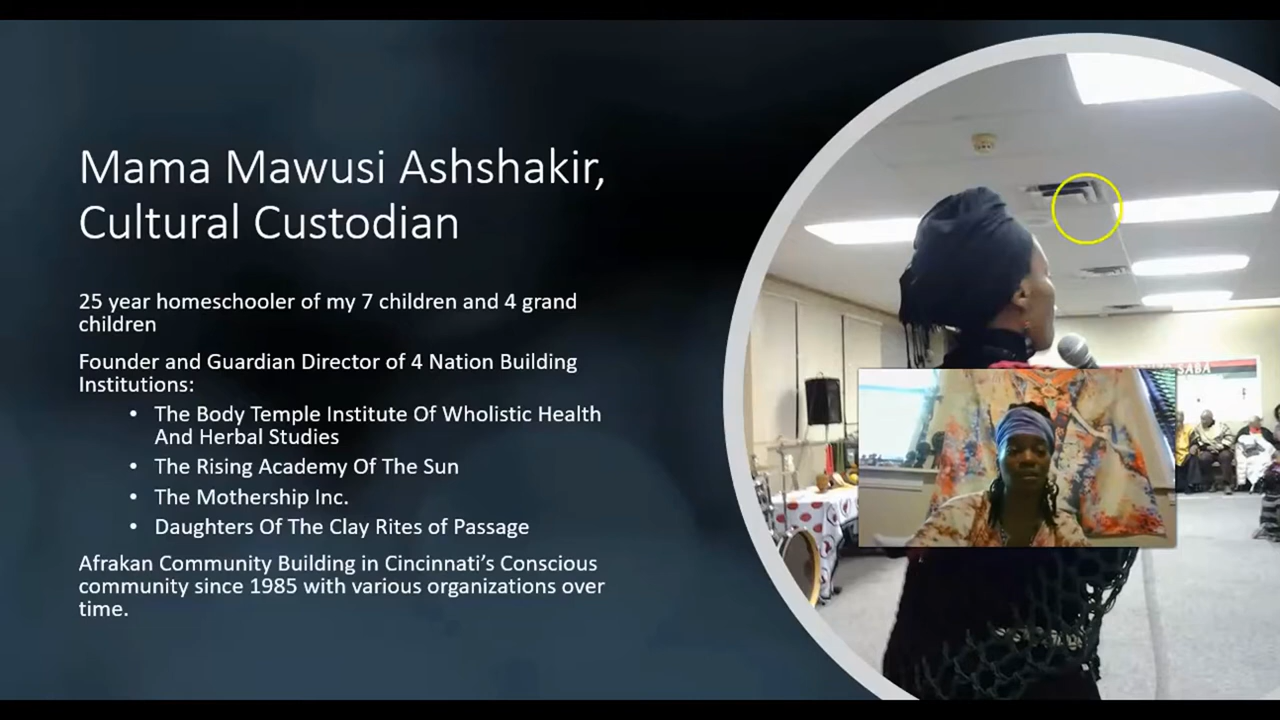 Mama Mawusi Ashshakir,
Cultural Custodian
25 year homeschooler of my 7 children and 4 grand
children
Founder and Guardian Director of 4 Nation Building
Institutions:
• The Body Temple Institute Of Wholistic Health
And Herbal Studies
• The Rising Academy Of The Sun
• The Mothership Inc.
• Daughters Of The Clay Rites of Passage
Afrakan Community Building in Cincinnati's Conscious
community since 1985 with various organizations over
time.
SABA